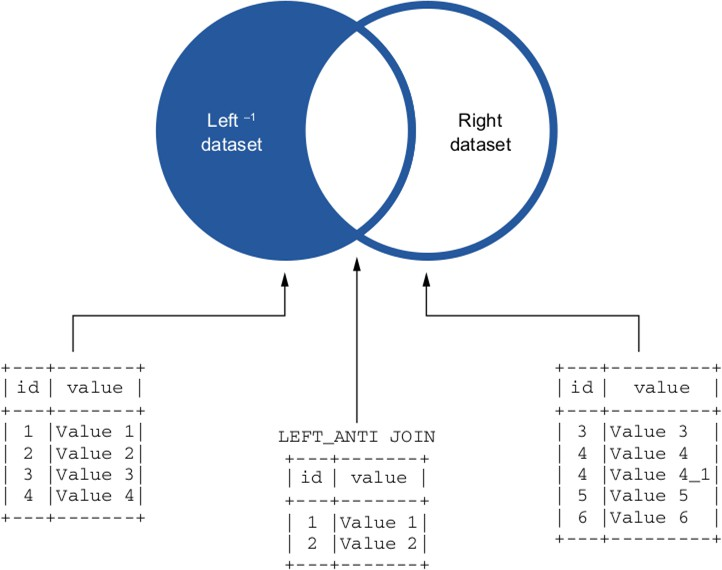 Left –1
dataset
Right
dataset
+---+-------+
| id | value |
+---+-------+
| 1 |Value 1|
| 2 |Value 2|
| 3 |Value 3|
| 4 |Value 4|
+---+-------+
LEFT_ANTI JOIN
+---+-------+
| id | value |
+---+-------+
| 1 |Value 1|
| 2 |Value 2|
+---+-------+
+---+---------+
| id | value |
+---+---------+
| 3 |Value 3 |
| 4 |Value 4 |
| 4 |Value 4_1|
| 5 |Value 5 |
| 6 |Value 6 |
+---+---------+